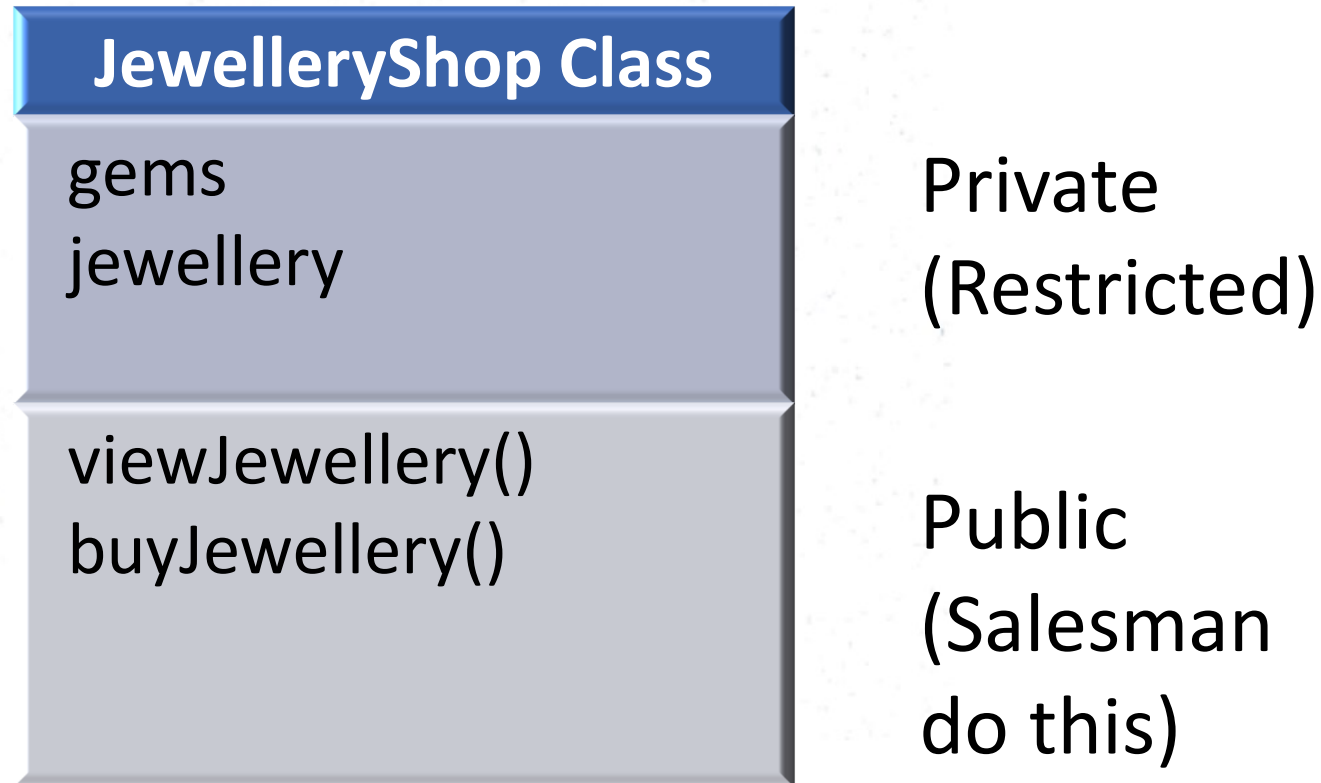 JewelleryShop Class
gems
jewellery
Private
(Restricted)
viewJewellery()
buyJewellery()
Public
(Salesman
do this)